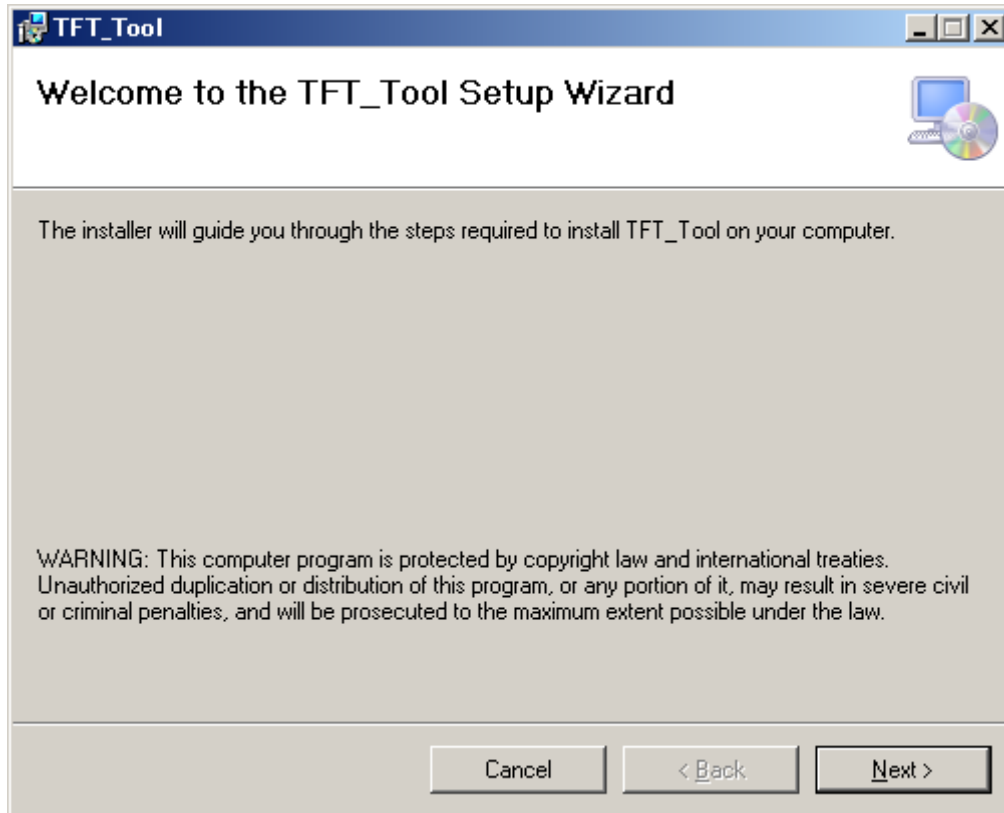 TFT_Tool
Welcome to the TFT_Tool Setup Wizard
The installer will guide you through the steps required to install TFT_Tool on your computer.
WARNING: This computer program is protected by copyright law and international treaties.
Unauthorized duplication or distribution of this program, or any portion of it, may result in severe civil
or criminal penalties, and will be prosecuted to the maximum extent possible under the law.
Cancel
< Back
Next >